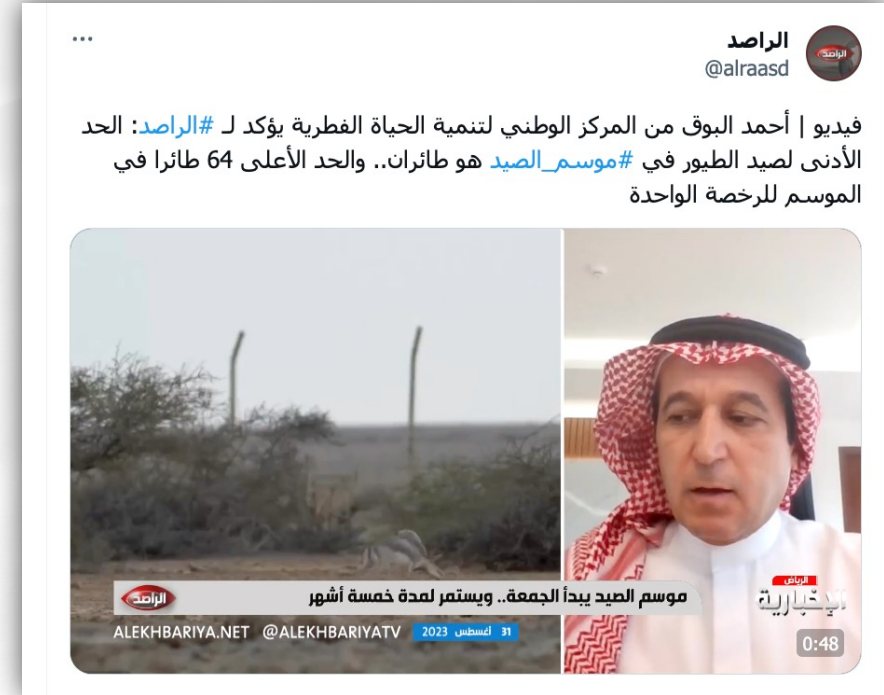 الراصد
@alraasd
فيديو | أحمد البوق من المركز الوطني لتنمية الحياة الفطرية يؤكد لـ #الراصد: الحد
الأدنى لصيد الطيور في #موسم_الصيد هو طائران.. والحد الأعلى 64 طائرا في
الموسم للرخصة الواحدة
موسم الصيد يبدأ الجمعة.. ويستمر لمدة خمسة أشهر
الراصد
الرياض
الإخبارية
ALEKHBARIYA.NET @ALEKHBARIYATV 31 أغسطس 2023
0:48